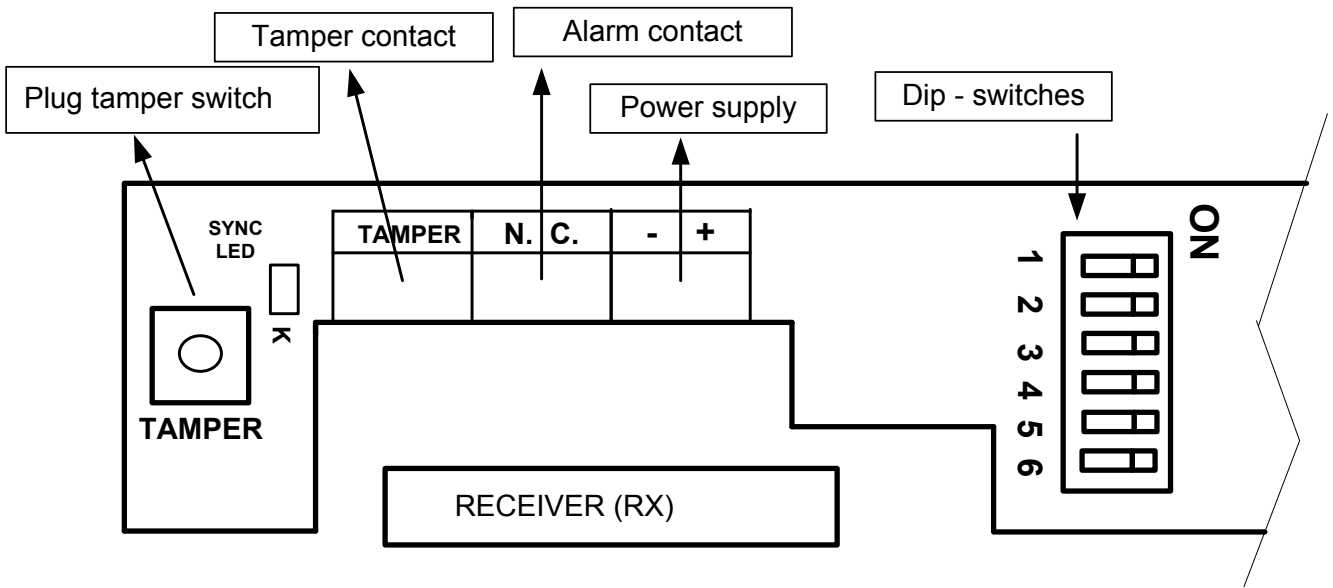 Tamper contact
Alarm contact
Plug tamper switch
Power supply
Dip - switches
SYNC
LED
TAMPER
N. C.
- +
ON
1
2
3
4
5
6
K
TAMPER
RECEIVER (RX)